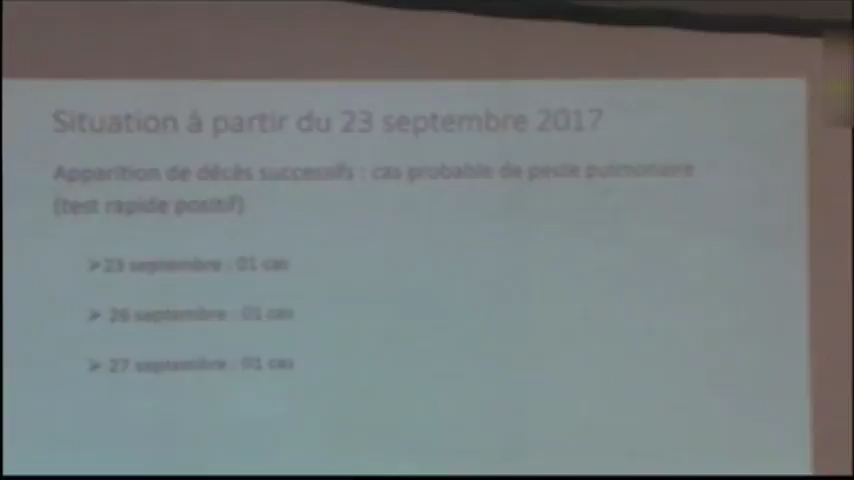 Situation à partir du 23 septembre 2017
Apparition de décès successifs : cas probable de peste pulmonaire
(test rapide positif)
➢23 septembre : 01 cas
➢ 26 septembre : 01 cas
➢ 27 septembre : 01 cas